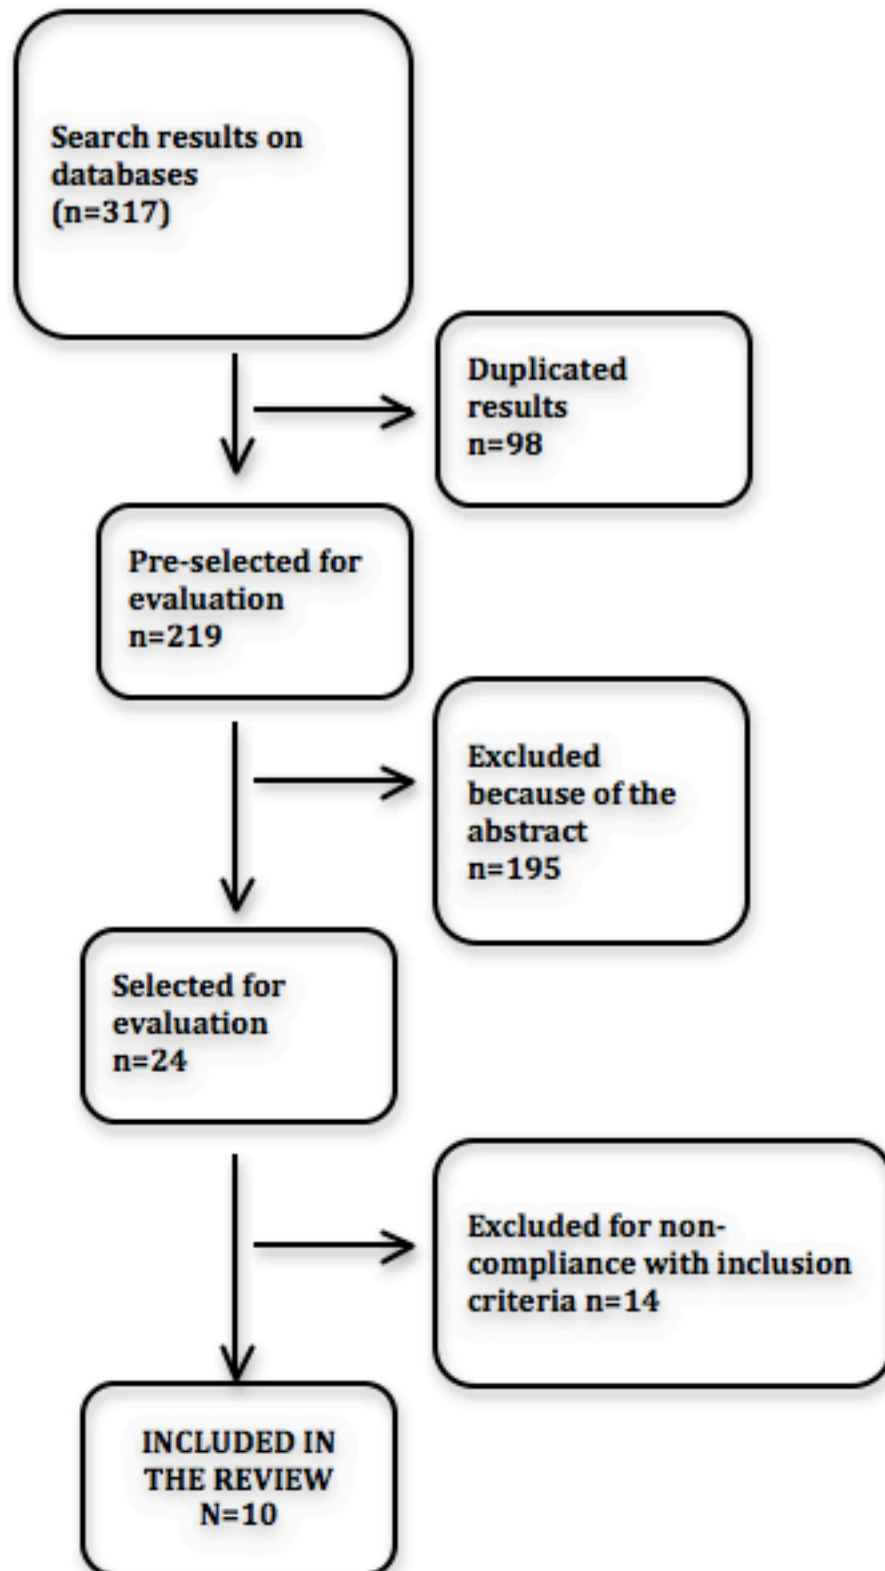 Search results on
databases
(n=317)
Duplicated
results
n=98
Pre-selected for
evaluation
n=219
Excluded
because of the
abstract
n=195
Selected for
evaluation
n=24
Excluded for non-
compliance with inclusion
criteria n=14
INCLUDED IN
THE REVIEW
N=10